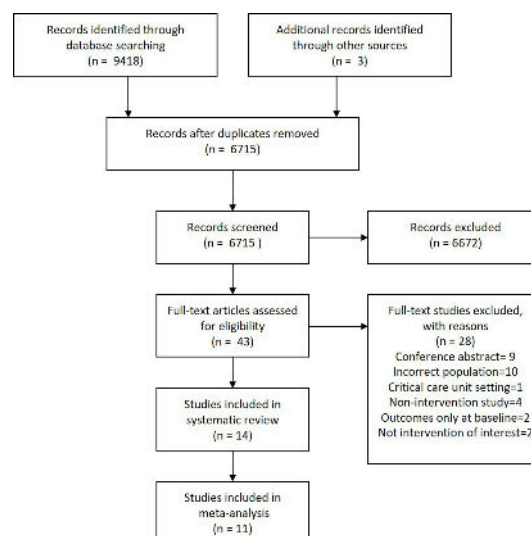 Records identified through
database searching
(n = 9418)
Additional records identified
through other sources
(n = 3)
Records after duplicates removed
(n = 6715)
Records screened
(n = 6715 )
Records excluded
(n = 6672)
Full-text articles assessed
for eligibility
(n = 43)
Full-text studies excluded,
with reasons
(n = 28)
Conference abstract= 9
Incorrect population=10
Critical care unit setting=1
Non-intervention study=4
Outcomes only at baseline=2
Not intervention of interest=2
Studies included in
systematic review
(n = 14)
Studies included in
meta-analysis
(n = 11)